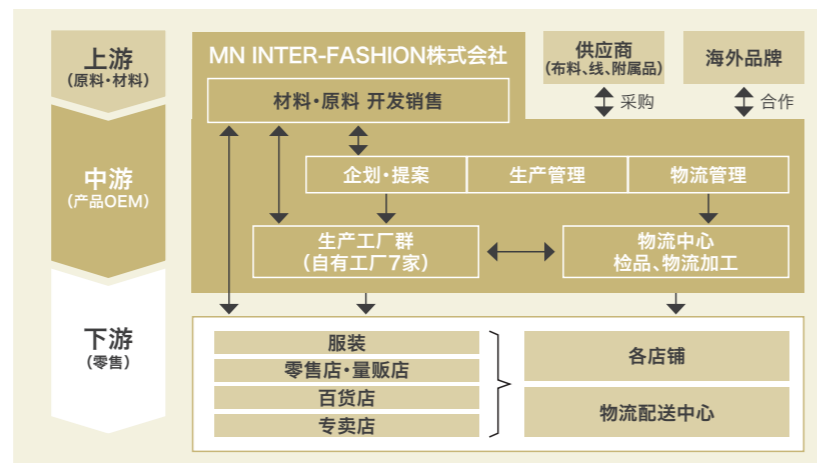 上游
（原料・材料）
MN INTER-FASHION株式会社
供应商
（布料、线、附属品）
海外品牌
材料・原料 开发销售
采购
合作
中游
（产品OEM）
企划・提案
生产管理
物流管理
生产工厂群
（自有工厂7家）
物流中心
检品、物流加工
下游
（零售）
服装
零售店・量贩店
百货店
专卖店
各店铺
物流配送中心